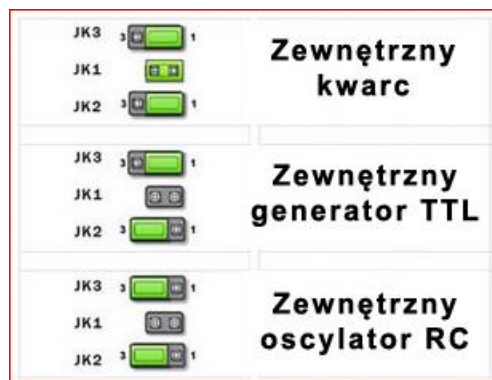 JK3 3 1
JK1
JK2 3 1
Zewnętrzny
kwarc
JK3 3 1
JK1
JK2 3 1
Zewnętrzny
generator TTL
JK3 3 1
JK1
JK2 3 1
Zewnętrzny
oscylator RC